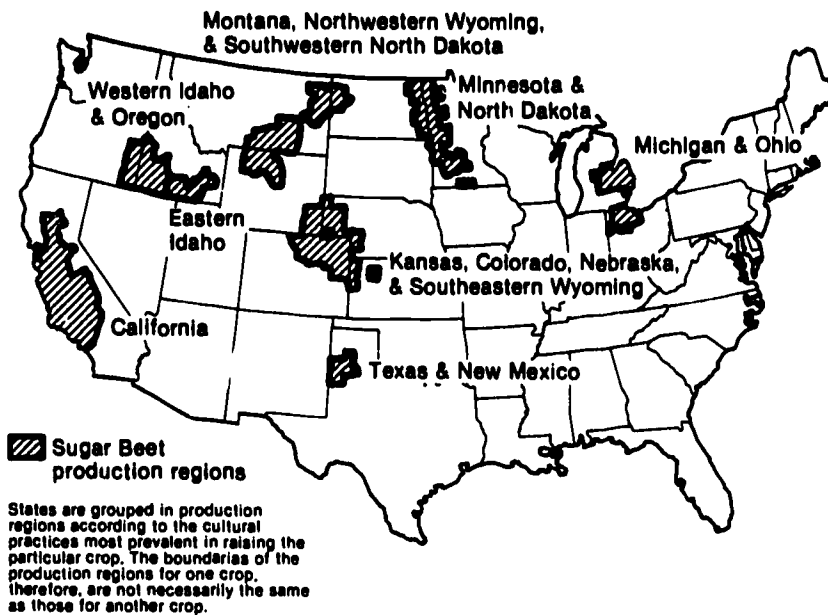 Montana, Northwestern Wyoming,
& Southwestern North Dakota
Western Idaho
& Oregon
Minnesota &
North Dakota
Michigan & Ohio
Eastern
Idaho
Kansas, Colorado, Nebraska,
& Southeastern Wyoming
California
Texas & New Mexico
Sugar Beet
production regions
States are grouped in production
regions according to the cultural
practices most prevalent in raising the
particular crop. The boundarias of the
production regions for one crop,
therefore, are not necessarily the same
as those for another crop.